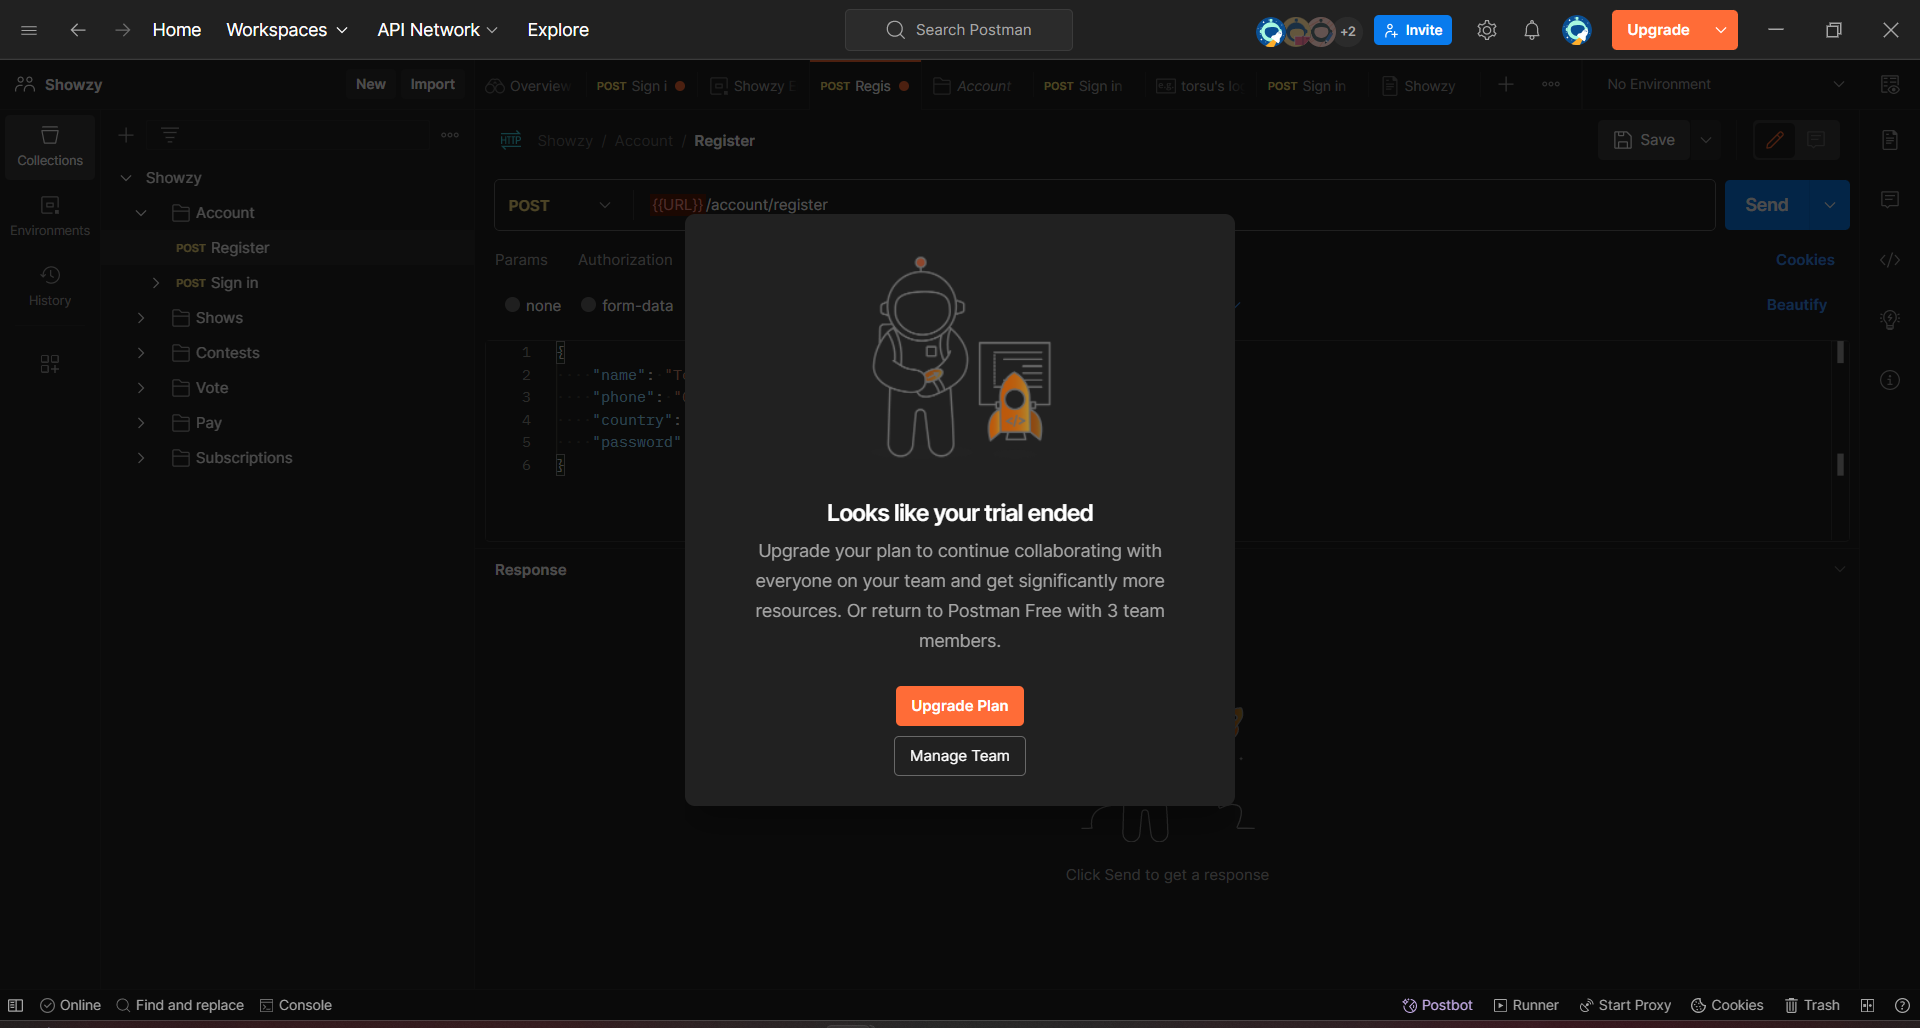 Home Workspaces API Network Explore
Search Postman
+2 Invite Upgrade
Showzy New Import
Overview POST Sign i Showzy E POST Regis Account POST Sign in torsu's lo POST Sign in Showzy No Environment
Collections
Environments
History
Showzy
Account
POST Register
POST Sign in
Shows
Contests
Vote
Pay
Subscriptions
HTTP Showzy / Account / Register
Save
POST {{URL}}/account/register
Send
Params Authorization
Cookies
none form-data
Beautify
1 {
2 "name": "Te
3 "phone": "
4 "country":
5 "password"
6 }
Response
Looks like your trial ended
Upgrade your plan to continue collaborating with
everyone on your team and get significantly more
resources. Or return to Postman Free with 3 team
members.
Upgrade Plan
Manage Team
Click Send to get a response
Online Find and replace Console
Postbot Runner Start Proxy Cookies Trash